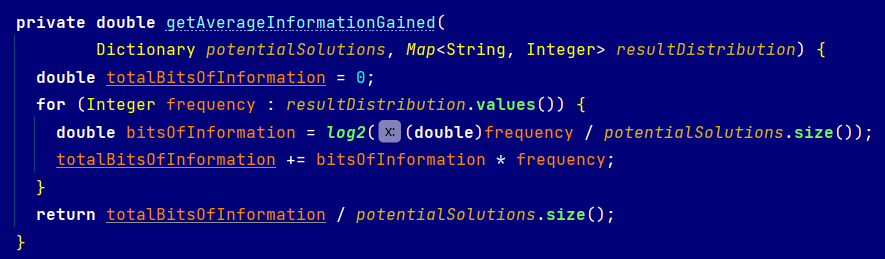 private double getAverageInformationGained(
Dictionary potentialSolutions, Map<String, Integer> resultDistribution) {
double totalBitsOfInformation = 0;
for (Integer frequency : resultDistribution.values()) {
double bitsOfInformation = log2( x: (double)frequency / potentialSolutions.size());
totalBitsOfInformation += bitsOfInformation * frequency;
}
return totalBitsOfInformation / potentialSolutions.size();
}